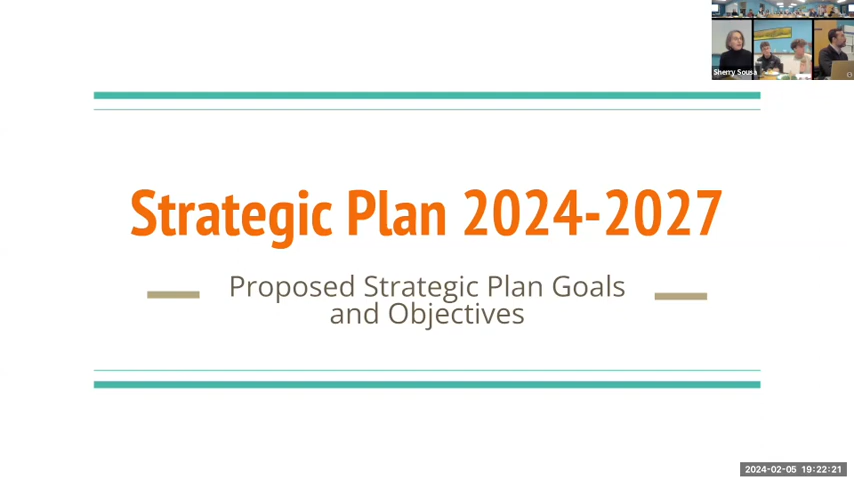 Sherry Sousa
Strategic Plan 2024-2027
Proposed Strategic Plan Goals
and Objectives
2024-02-05 19:22:21